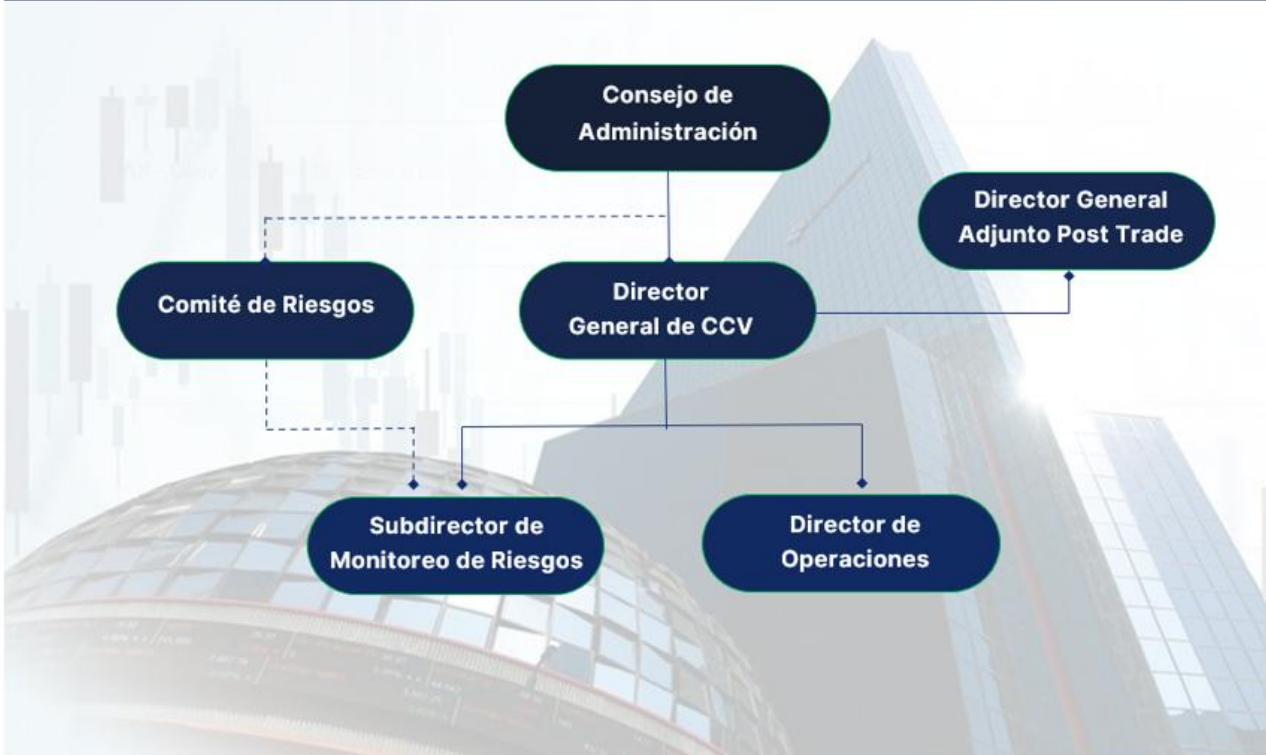 Consejo de
Administración
Director General
Adjunto Post Trade
Comité de Riesgos
Director
General de CCV
Subdirector de
Monitoreo de Riesgos
Director de
Operaciones